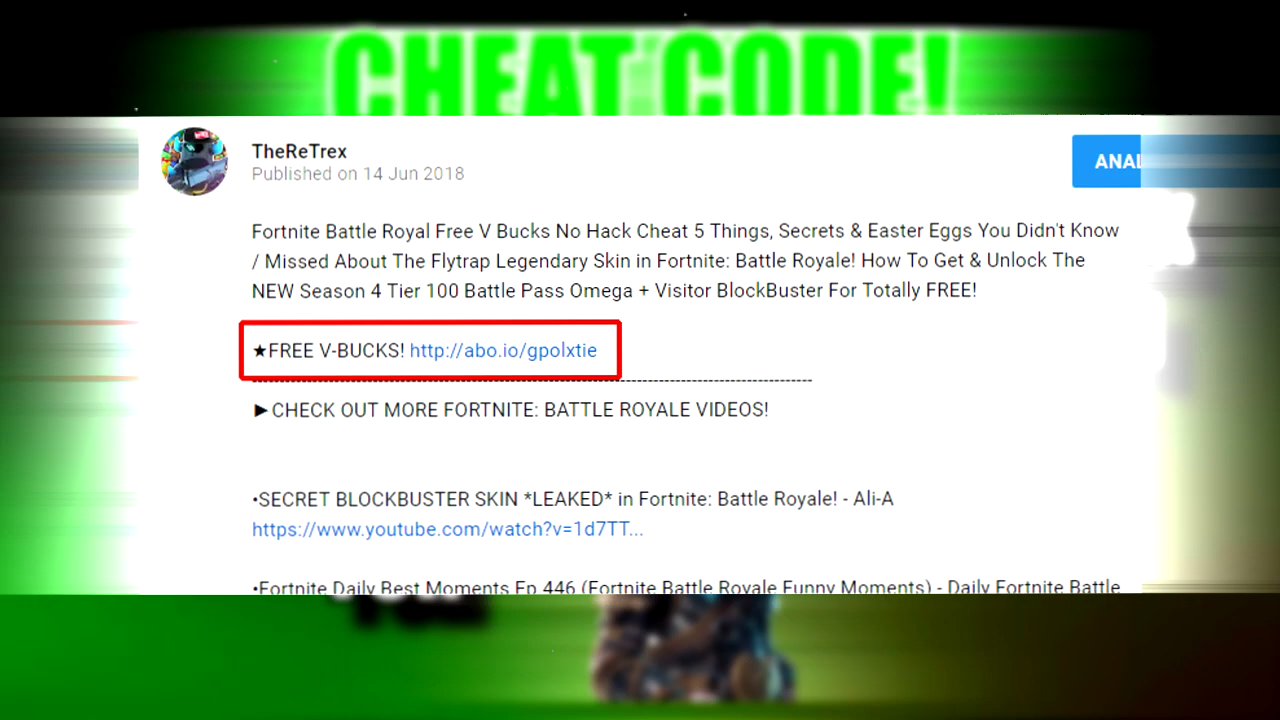 CHEAT CODE!
TheReTrex
Published on 14 Jun 2018
ANAL
Fortnite Battle Royal Free V Bucks No Hack Cheat 5 Things, Secrets & Easter Eggs You Didn't Know
/ Missed About The Flytrap Legendary Skin in Fortnite: Battle Royale! How To Get & Unlock The
NEW Season 4 Tier 100 Battle Pass Omega + Visitor BlockBuster For Totally FREE!
★FREE V-BUCKS! http://abo.io/gpolxtie
--------------------------------------------------------------------------------
►CHECK OUT MORE FORTNITE: BATTLE ROYALE VIDEOS!
•SECRET BLOCKBUSTER SKIN *LEAKED* in Fortnite: Battle Royale! - Ali-A
https://www.youtube.com/watch?v=1d7TT...
•Fortnite Daily Best Moments Ep.446 (Fortnite Battle Royale Funny Moments) - Daily Fortnite Battle